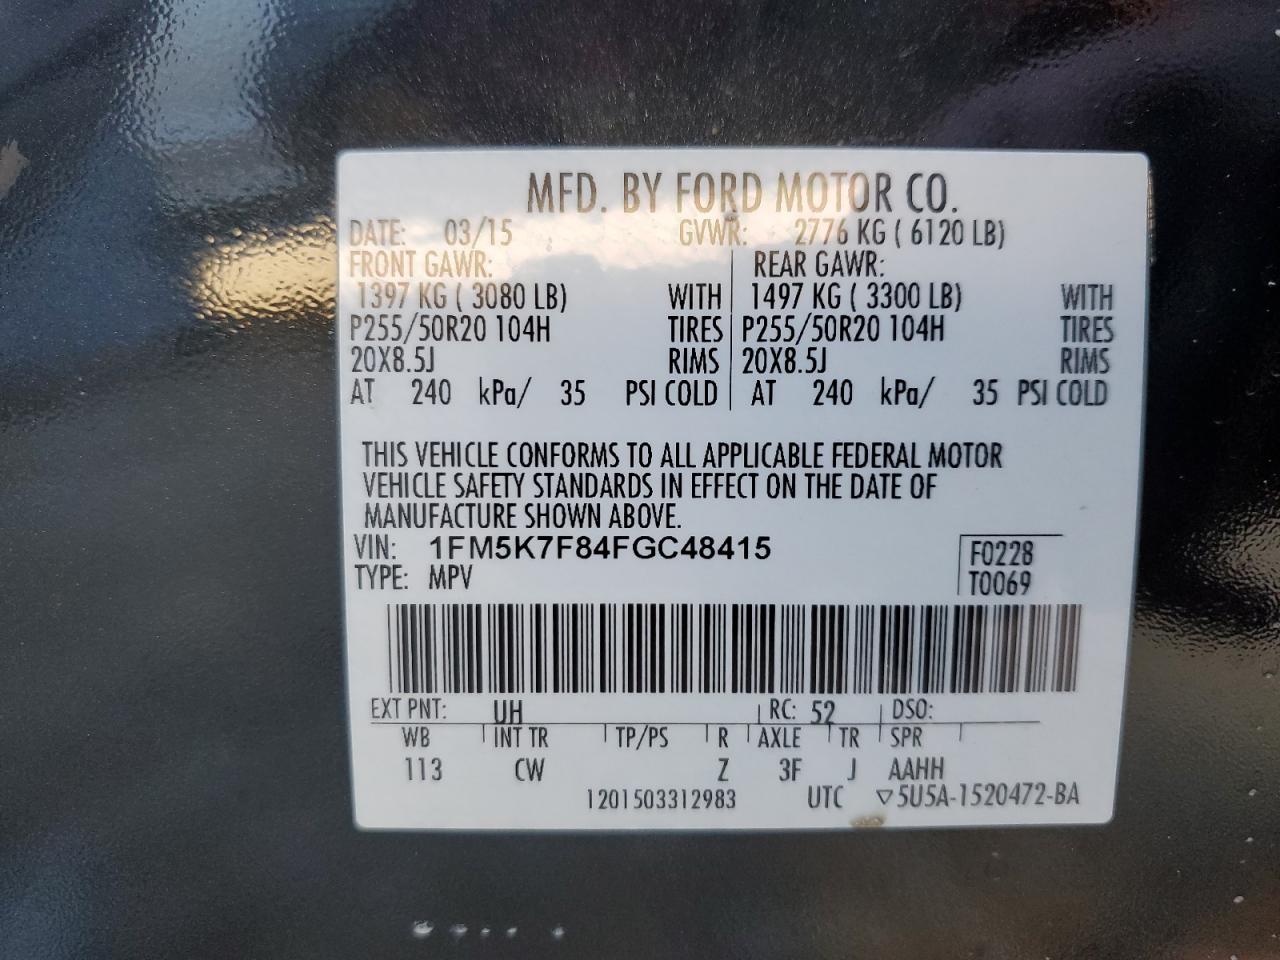 MFD. BY FORD MOTOR CO.
DATE: 03/15 GVWR: 2776 KG ( 6120 LB)
FRONT GAWR: REAR GAWR:
1397 KG ( 3080 LB) WITH 1497 KG ( 3300 LB) WITH
P255/50R20 104H TIRES P255/50R20 104H TIRES
20X8.5J RIMS 20X8.5J RIMS
AT 240 kPa/ 35 PSI COLD AT 240 kPa/ 35 PSI COLD
THIS VEHICLE CONFORMS TO ALL APPLICABLE FEDERAL MOTOR
VEHICLE SAFETY STANDARDS IN EFFECT ON THE DATE OF
MANUFACTURE SHOWN ABOVE.
VIN: 1FM5K7F84FGC48415 F0228
TYPE: MPV T0069
EXT PNT: UH RC: 52 DSO:
WB INT TR TP/PS R AXLE TR SPR
113 CW Z 3F J AAHH
1201503312983 UTC ▽5U5A-1520472-BA